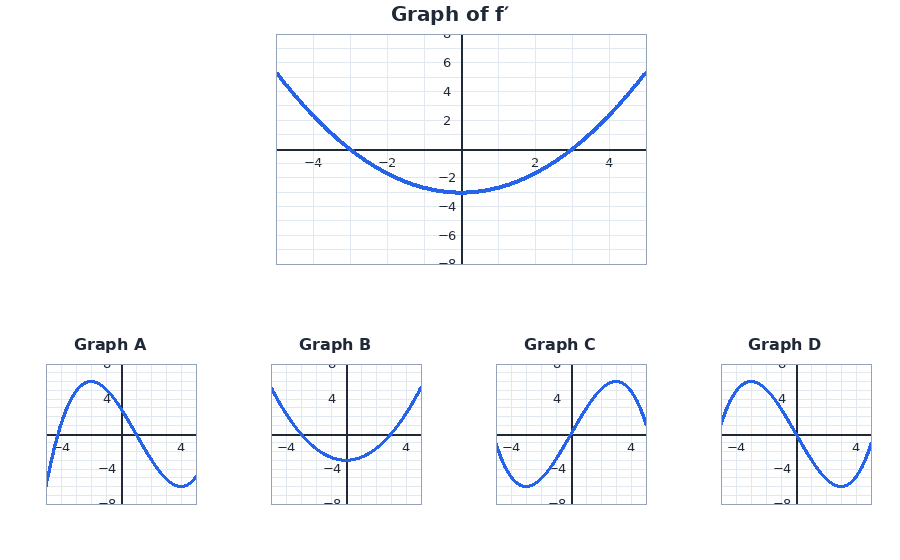 Graph of f′
8
6
4
2
−4 −2 2 4
−2
−4
−6
−8
Graph A Graph B Graph C Graph D
8 8 8 8
4 4 4 4
−4 4 −4 4 −4 4 −4 4
−4 −4 −4 −4
−8 −8 −8 −8